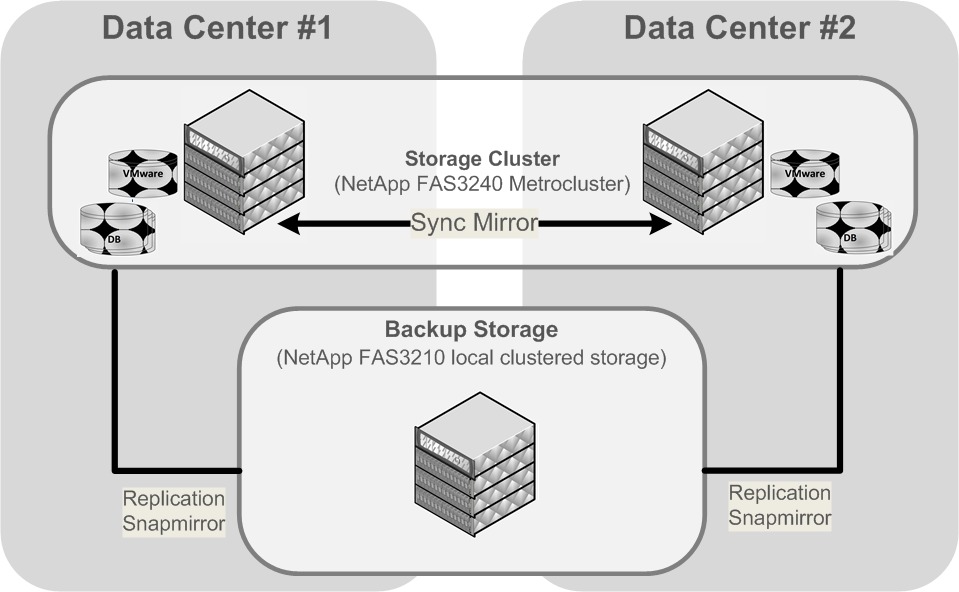 Data Center #1
Data Center #2
Storage Cluster
(NetApp FAS3240 Metrocluster)
VMware
VMware
Sync Mirror
DB
DB
Backup Storage
(NetApp FAS3210 local clustered storage)
Replication
Snapmirror
Replication
Snapmirror